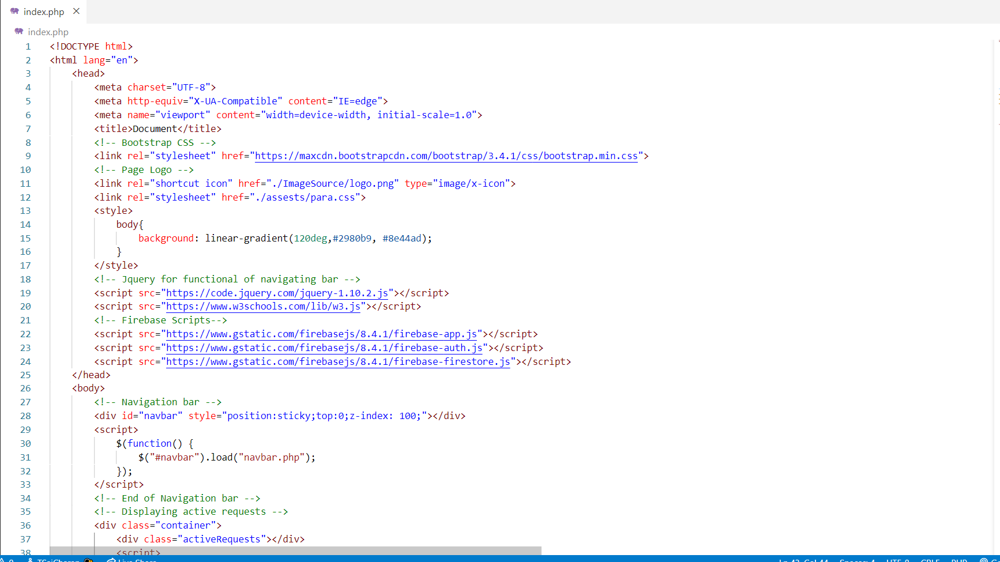 index.php
index.php
1 <!DOCTYPE html>
2 <html lang="en">
3 <head>
4 <meta charset="UTF-8">
5 <meta http-equiv="X-UA-Compatible" content="IE=edge">
6 <meta name="viewport" content="width=device-width, initial-scale=1.0">
7 <title>Document</title>
8 <!-- Bootstrap CSS -->
9 <link rel="stylesheet" href="https://maxcdn.bootstrapcdn.com/bootstrap/3.4.1/css/bootstrap.min.css">
10 <!-- Page Logo -->
11 <link rel="shortcut icon" href="./ImageSource/logo.png" type="image/x-icon">
12 <link rel="stylesheet" href="./assests/para.css">
13 <style>
14 body{
15 background: linear-gradient(120deg,#2980b9, #8e44ad);
16 }
17 </style>
18 <!-- Jquery for functional of navigating bar -->
19 <script src="https://code.jquery.com/jquery-1.10.2.js"></script>
20 <script src="https://www.w3schools.com/lib/w3.js"></script>
21 <!-- Firebase Scripts-->
22 <script src="https://www.gstatic.com/firebasejs/8.4.1/firebase-app.js"></script>
23 <script src="https://www.gstatic.com/firebasejs/8.4.1/firebase-auth.js"></script>
24 <script src="https://www.gstatic.com/firebasejs/8.4.1/firebase-firestore.js"></script>
25 </head>
26 <body>
27 <!-- Navigation bar -->
28 <div id="navbar" style="position:sticky;top:0;z-index: 100;"></div>
29 <script>
30 $(function() {
31 $("#navbar").load("navbar.php");
32 });
33 </script>
34 <!-- End of Navigation bar -->
35 <!-- Displaying active requests -->
36 <div class="container">
37 <div class="activeRequests"></div>
38 <script>
0 TSaiCharan Live Share Ln 43, Col 44 Spaces: 4 UTF-8 CRLF PHP